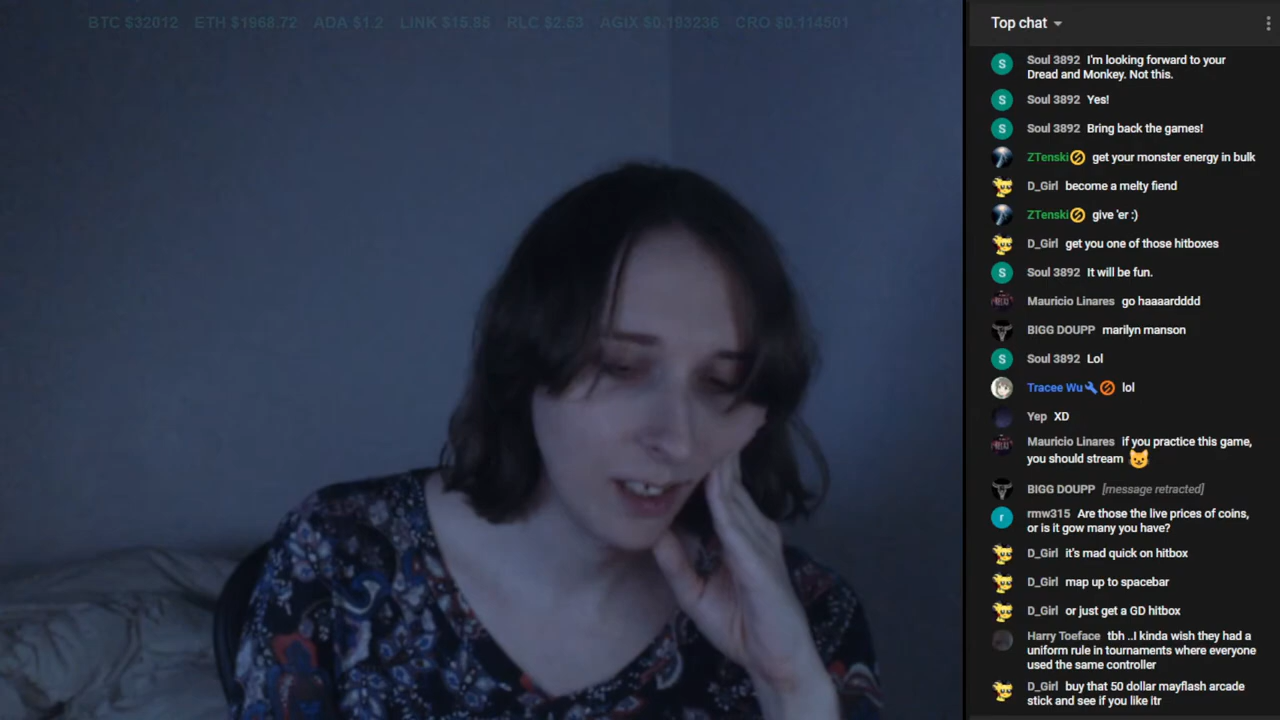 BTC $32012 ETH $1968.72 ADA $1.2 LINK $15.95 RLC $2.53 AGIX $0.193236 CRO $0.114501
Top chat
Soul 3892 I'm looking forward to your
Dread and Monkey. Not this.
Soul 3892 Yes!
Soul 3892 Bring back the games!
ZTenski get your monster energy in bulk
D_Girl become a melty fiend
ZTenski give 'er :)
D_Girl get you one of those hitboxes
Soul 3892 It will be fun.
Mauricio Linares go haaaardddd
BIGG DOUPP marilyn manson
Soul 3892 Lol
Tracee Wu lol
Yep XD
Mauricio Linares if you practice this game,
you should stream
BIGG DOUPP [message retracted]
rmw315 Are those the live prices of coins,
or is it gow many you have?
D_Girl it's mad quick on hitbox
D_Girl map up to spacebar
D_Girl or just get a GD hitbox
Harry Toeface tbh ..I kinda wish they had a
uniform rule in tournaments where everyone
used the same controller
D_Girl buy that 50 dollar mayflash arcade
stick and see if you like itr